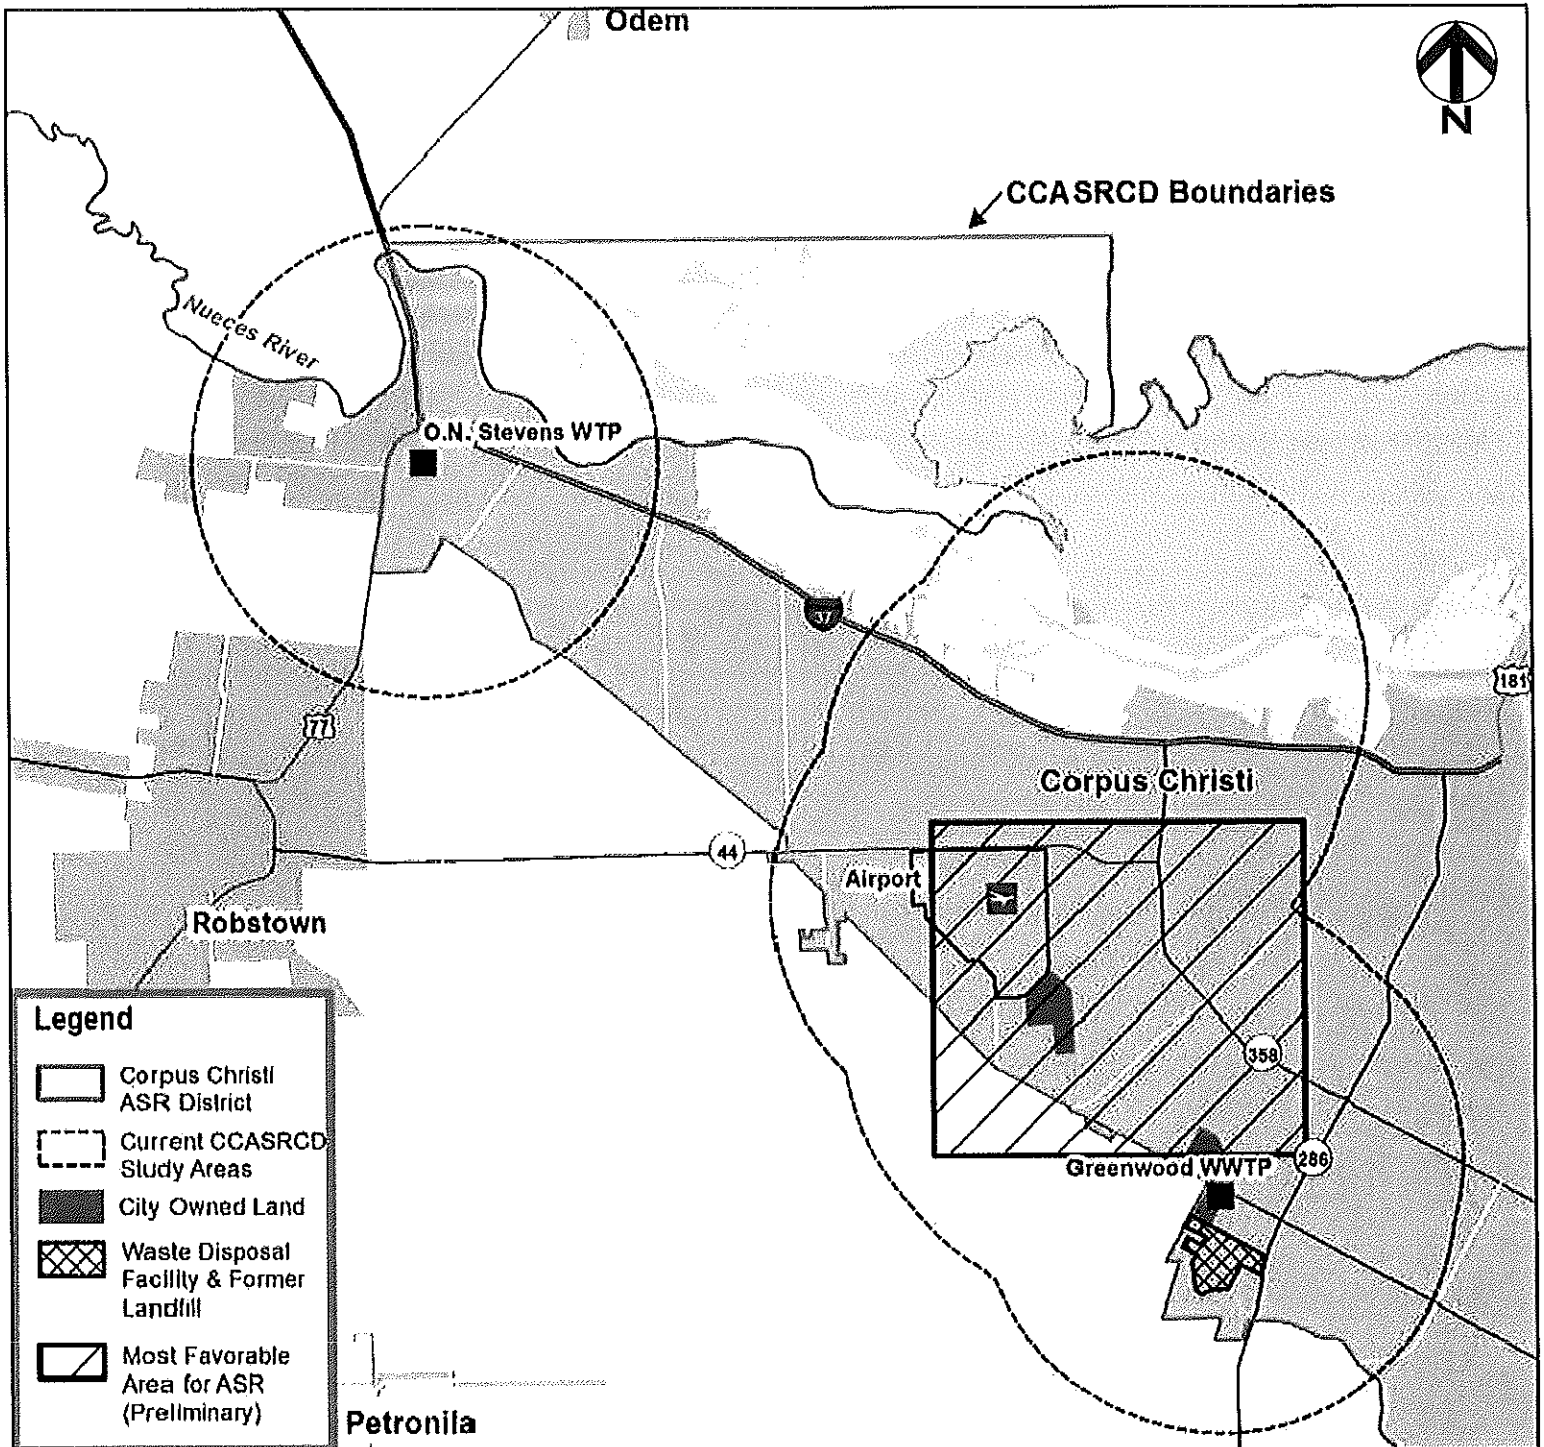 Odem
N
CCASRCD Boundaries
Nueces River
O.N. Stevens WTP
37
181
77
Corpus Christi
44
Airport
Robstown
358
Greenwood WWTP
286
Legend
Corpus Christi
ASR District
Current CCASRCD
Study Areas
City Owned Land
Waste Disposal
Facility & Former
Landfill
Most Favorable
Area for ASR
(Preliminary)
Petronila